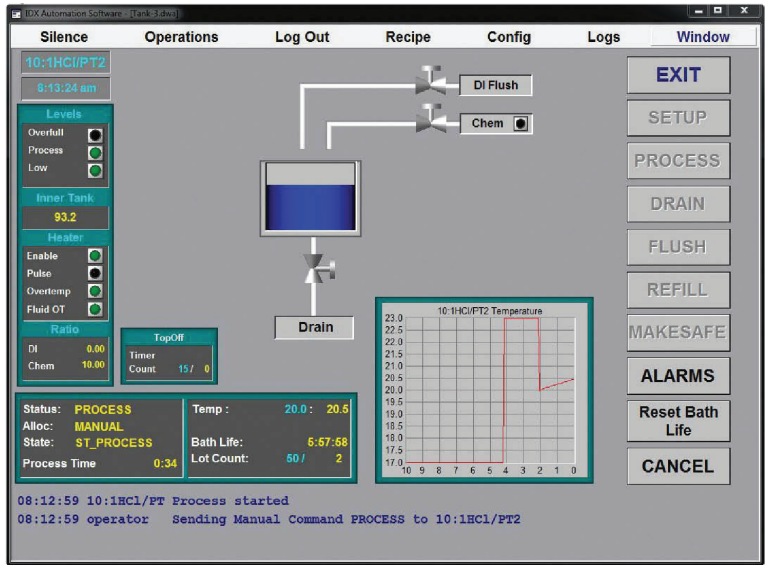 IDX Automation Software - [Tank-3.dwa]
Silence Operations Log Out Recipe Config Logs Window
10:1HCl/PT2
8:13:24 am
Levels
Overfull
Process
Low
Inner Tank
93.2
Heater
Enable
Pulse
Overtemp
Fluid OT
Ratio
DI 0.00
Chem 10.00
TopOff
Timer
Count 15 / 0
DI Flush
Chem
Drain
10:1HCl/PT2 Temperature
23.0
22.5
22.0
21.5
21.0
20.5
20.0
19.5
19.0
18.5
18.0
17.5
17.0
10 9 8 7 6 5 4 3 2 1 0
EXIT
SETUP
PROCESS
DRAIN
FLUSH
REFILL
MAKESAFE
ALARMS
Reset Bath
Life
CANCEL
Status: PROCESS
Alloc: MANUAL
State: ST_PROCESS
Process Time 0:34
Temp : 20.0 : 20.5
Bath Life: 5:57:58
Lot Count: 50 / 2
08:12:59 10:1HCl/PT Process started
08:12:59 operator Sending Manual Command PROCESS to 10:1HCl/PT2